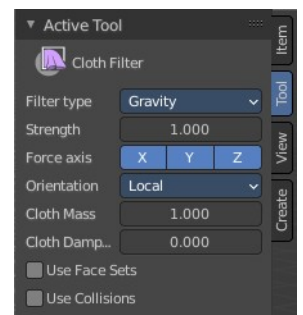 Active Tool
Cloth Filter
Filter type Gravity
Strength 1.000
Force axis X Y Z
Orientation Local
Cloth Mass 1.000
Cloth Damp... 0.000
Use Face Sets
Use Collisions
Item
Tool
View
Create